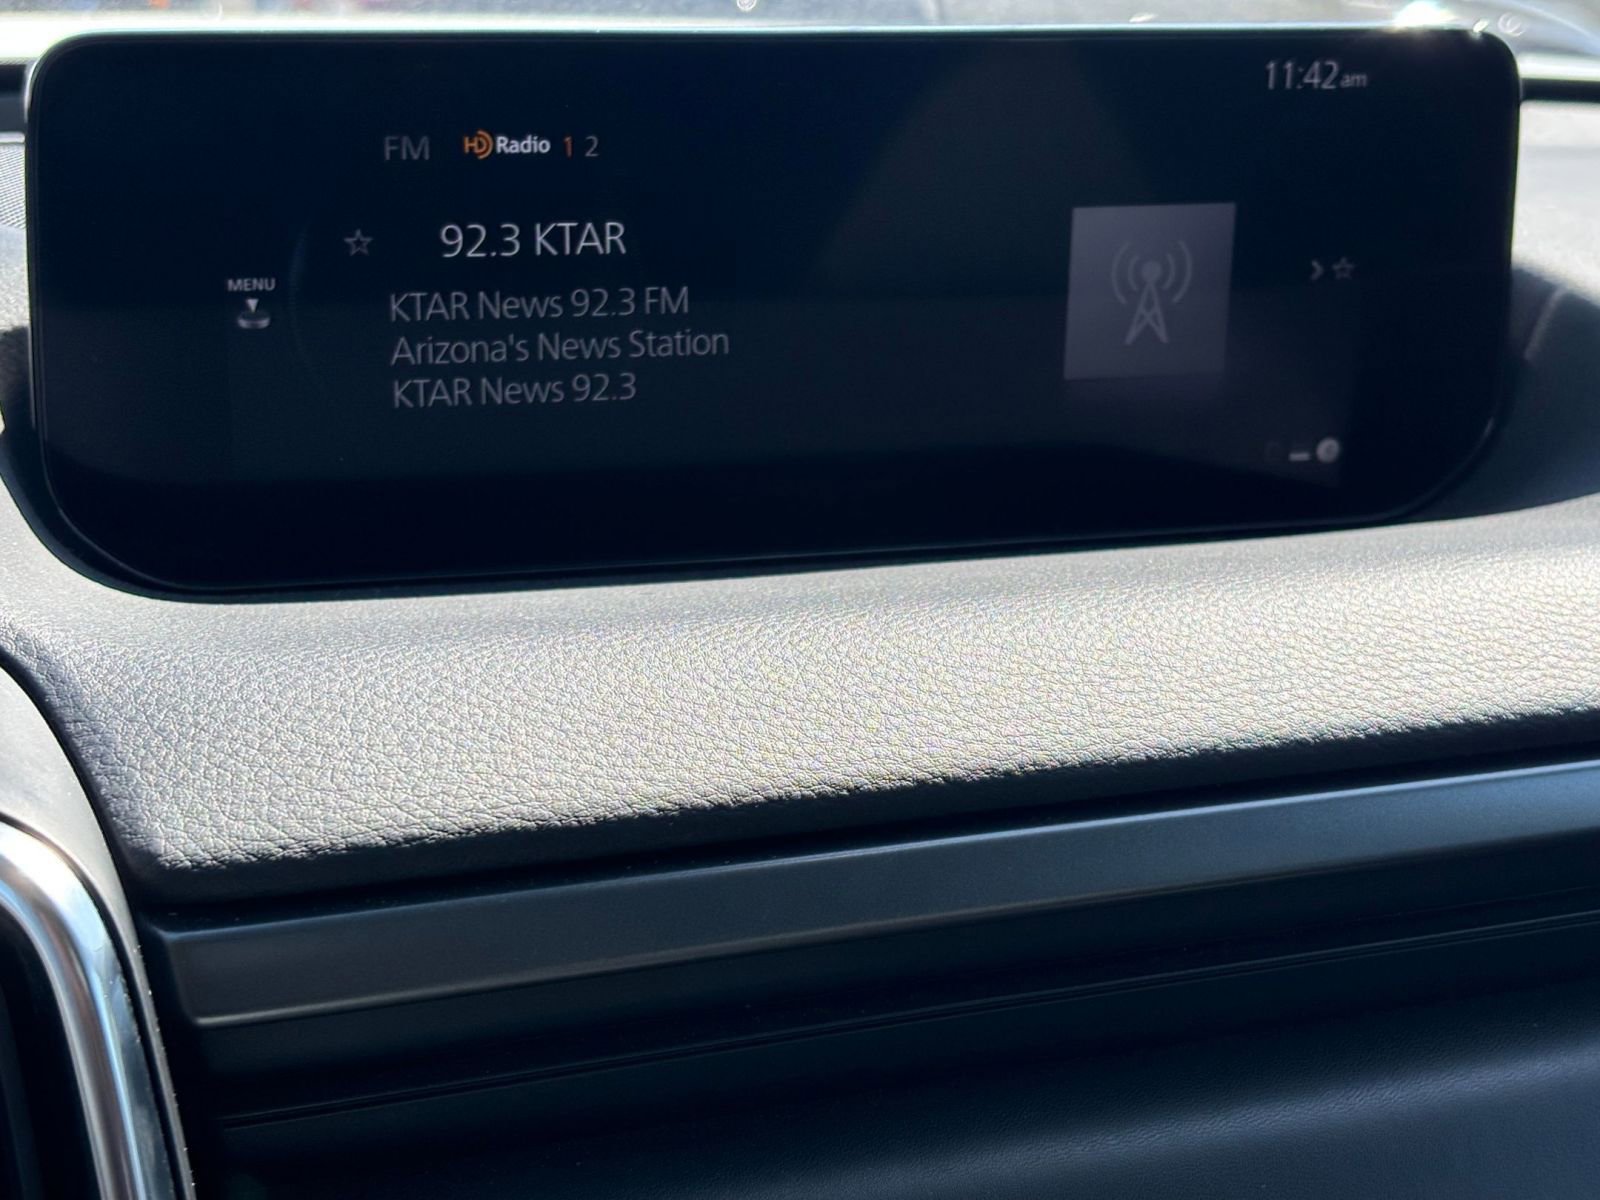 11:42am
FM HD Radio 1 2
92.3 KTAR
MENU
KTAR News 92.3 FM
Arizona's News Station
KTAR News 92.3